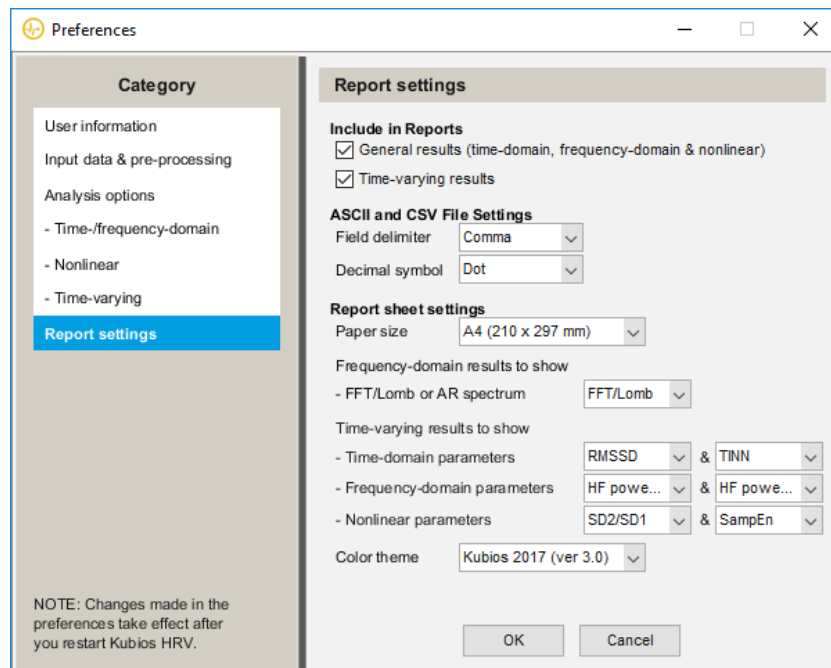 Preferences
Category
User information
Input data & pre-processing
Analysis options
- Time-/frequency-domain
- Nonlinear
- Time-varying
Report settings
NOTE: Changes made in the
preferences take effect after
you restart Kubios HRV.
Report settings
Include in Reports
General results (time-domain, frequency-domain & nonlinear)
Time-varying results
ASCII and CSV File Settings
Field delimiter Comma
Decimal symbol Dot
Report sheet settings
Paper size A4 (210 x 297 mm)
Frequency-domain results to show
- FFT/Lomb or AR spectrum FFT/Lomb
Time-varying results to show
- Time-domain parameters RMSSD & TINN
- Frequency-domain parameters HF powe... & HF powe...
- Nonlinear parameters SD2/SD1 & SampEn
Color theme Kubios 2017 (ver 3.0)
OK Cancel